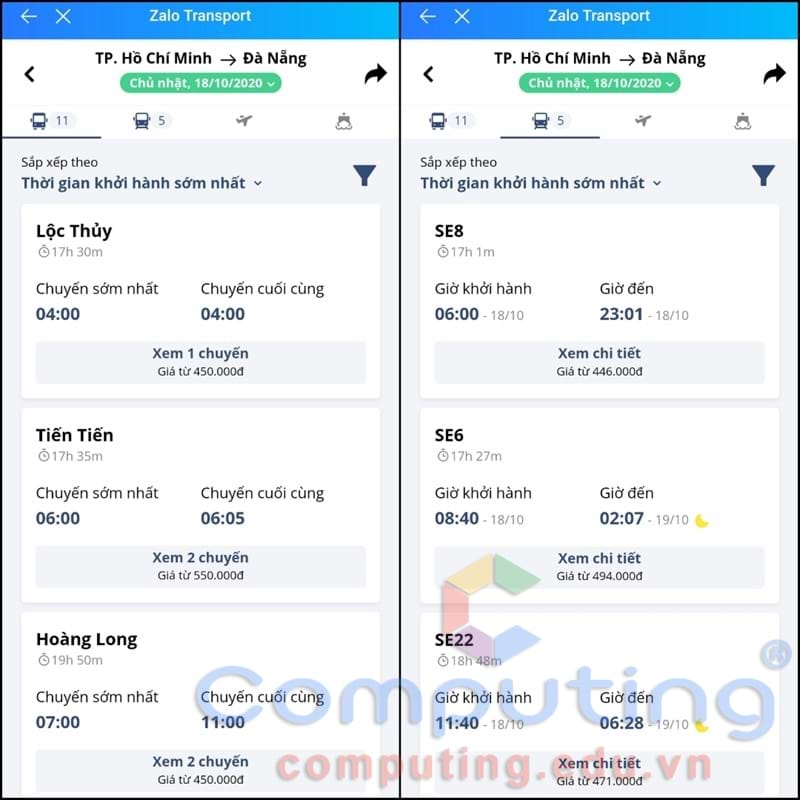 Zalo Transport
TP. Hồ Chí Minh → Đà Nẵng
Chủ nhật, 18/10/2020
11
5
Sắp xếp theo
Thời gian khởi hành sớm nhất
Lộc Thủy
17h 30m
Chuyến sớm nhất Chuyến cuối cùng
04:00 04:00
Xem 1 chuyến
Giá từ 450.000đ
Tiến Tiến
17h 35m
Chuyến sớm nhất Chuyến cuối cùng
06:00 06:05
Xem 2 chuyến
Giá từ 550.000đ
Hoàng Long
19h 50m
Chuyến sớm nhất Chuyến cuối cùng
07:00 11:00
Xem 2 chuyến
Giá từ 450.000đ
Zalo Transport
TP. Hồ Chí Minh → Đà Nẵng
Chủ nhật, 18/10/2020
11
5
Sắp xếp theo
Thời gian khởi hành sớm nhất
SE8
17h 1m
Giờ khởi hành Giờ đến
06:00 - 18/10 23:01 - 18/10
Xem chi tiết
Giá từ 446.000đ
SE6
17h 27m
Giờ khởi hành Giờ đến
08:40 - 18/10 02:07 - 19/10
Xem chi tiết
Giá từ 494.000đ
SE22
18h 48m
Giờ khởi hành Giờ đến
11:40 - 18/10 06:28 - 19/10
Xem chi tiết
Giá từ 471.000đ
Computing®
computing.edu.vn